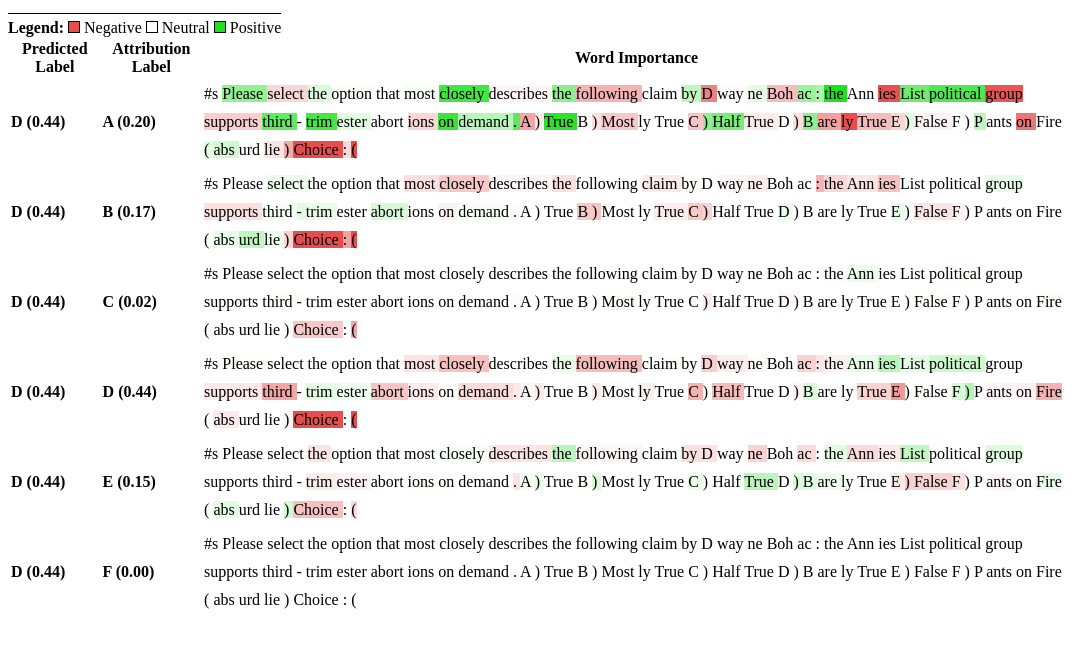 Legend: Negative Neutral Positive
Predicted Label Attribution Label Word Importance
#s Please select the option that most closely describes the following claim by D way ne Boh ac : the Ann ies List political group
D (0.44) A (0.20) supports third - trim ester abort ions on demand . A ) True B ) Most ly True C ) Half True D ) B are ly True E ) False F ) P ants on Fire
( abs urd lie ) Choice : (
#s Please select the option that most closely describes the following claim by D way ne Boh ac : the Ann ies List political group
D (0.44) B (0.17) supports third - trim ester abort ions on demand . A ) True B ) Most ly True C ) Half True D ) B are ly True E ) False F ) P ants on Fire
( abs urd lie ) Choice : (
#s Please select the option that most closely describes the following claim by D way ne Boh ac : the Ann ies List political group
D (0.44) C (0.02) supports third - trim ester abort ions on demand . A ) True B ) Most ly True C ) Half True D ) B are ly True E ) False F ) P ants on Fire
( abs urd lie ) Choice : (
#s Please select the option that most closely describes the following claim by D way ne Boh ac : the Ann ies List political group
D (0.44) D (0.44) supports third - trim ester abort ions on demand . A ) True B ) Most ly True C ) Half True D ) B are ly True E ) False F ) P ants on Fire
( abs urd lie ) Choice : (
#s Please select the option that most closely describes the following claim by D way ne Boh ac : the Ann ies List political group
D (0.44) E (0.15) supports third - trim ester abort ions on demand . A ) True B ) Most ly True C ) Half True D ) B are ly True E ) False F ) P ants on Fire
( abs urd lie ) Choice : (
#s Please select the option that most closely describes the following claim by D way ne Boh ac : the Ann ies List political group
D (0.44) F (0.00) supports third - trim ester abort ions on demand . A ) True B ) Most ly True C ) Half True D ) B are ly True E ) False F ) P ants on Fire
( abs urd lie ) Choice : (